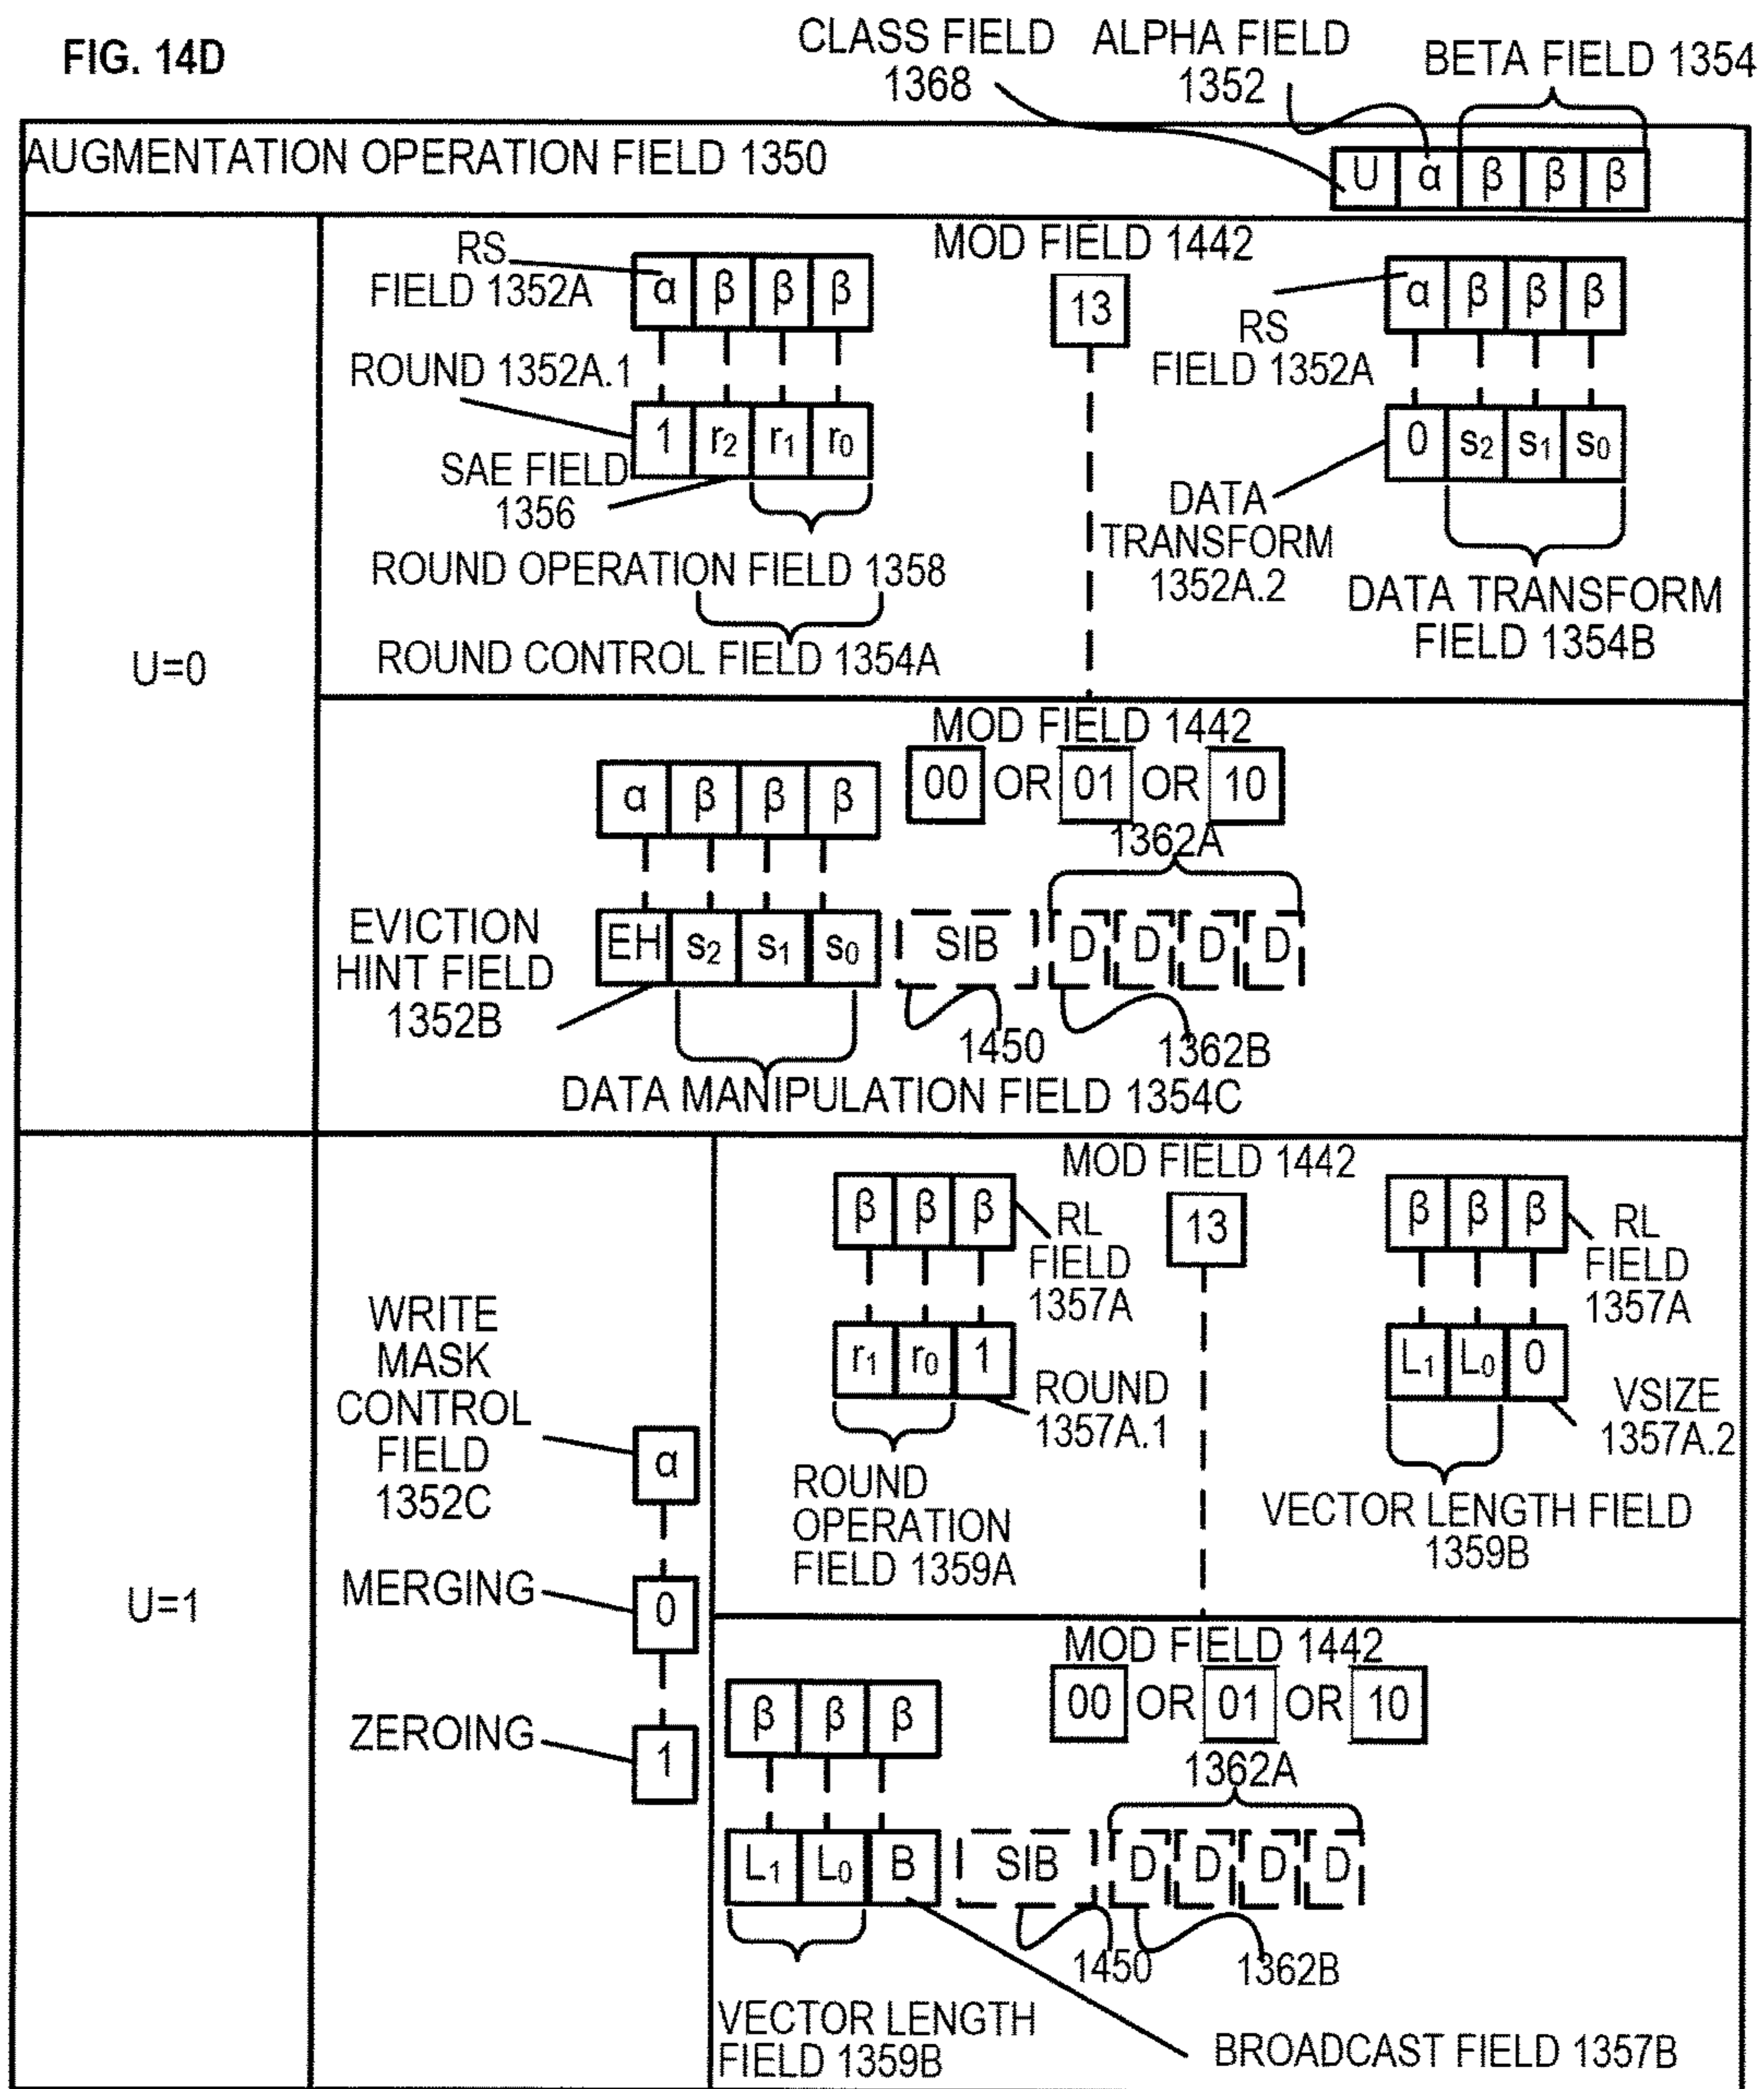 FIG. 14D
CLASS FIELD
1368
ALPHA FIELD
1352
BETA FIELD 1354
AUGMENTATION OPERATION FIELD 1350
U α β β β
U=0
MOD FIELD 1442
13
RS
FIELD 1352A
α β β β
ROUND 1352A.1
1 r2 r1 r0
SAE FIELD
1356
ROUND OPERATION FIELD 1358
ROUND CONTROL FIELD 1354A
α β β β
RS
FIELD 1352A
0 s2 s1 s0
DATA
TRANSFORM
1352A.2
DATA TRANSFORM
FIELD 1354B
MOD FIELD 1442
00 OR 01 OR 10
α β β β
1362A
EVICTION
HINT FIELD
1352B
EH s2 s1 s0 SIB D D D D
1450
1362B
DATA MANIPULATION FIELD 1354C
U=1
WRITE
MASK
CONTROL
FIELD
1352C
α
MERGING
0
ZEROING
1
MOD FIELD 1442
13
β β β
RL
FIELD
1357A
r1 r0 1
ROUND
1357A.1
ROUND
OPERATION
FIELD 1359A
β β β
RL
FIELD
1357A
L1 L0 0
VSIZE
1357A.2
VECTOR LENGTH FIELD
1359B
MOD FIELD 1442
00 OR 01 OR 10
β β β
1362A
L1 L0 B SIB D D D D
1450
1362B
VECTOR LENGTH
FIELD 1359B
BROADCAST FIELD 1357B